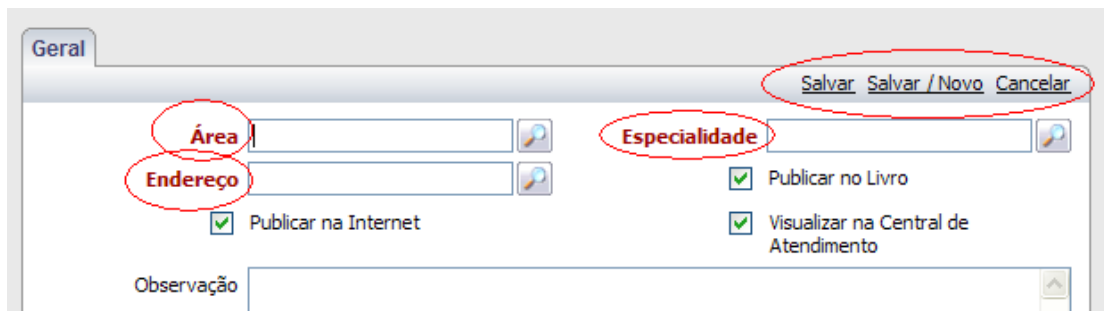 Geral
Salvar Salvar / Novo Cancelar
Área
Especialidade
Endereço
Publicar no Livro
Publicar na Internet
Visualizar na Central de
Atendimento
Observação